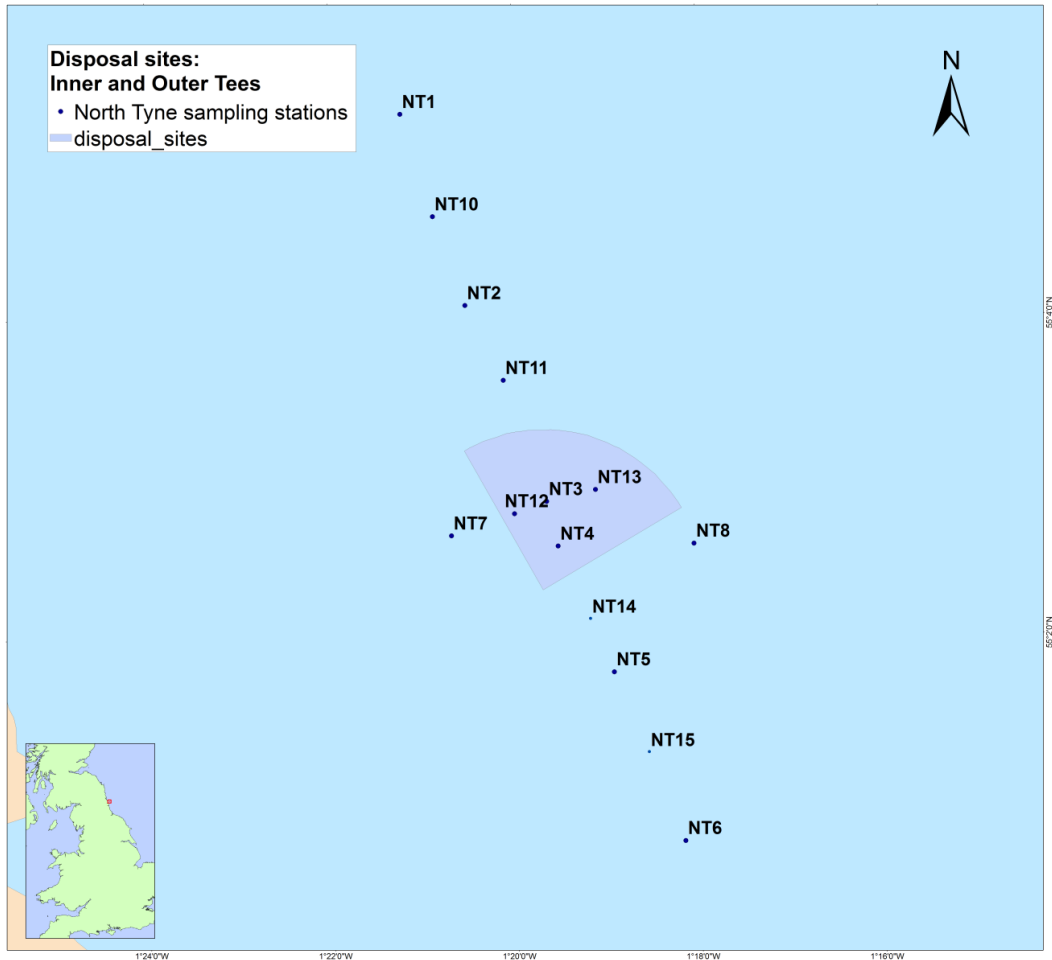 Disposal sites:
Inner and Outer Tees
North Tyne sampling stations
disposal_sites
N
NT1
NT10
NT2
55°4'0"N
NT11
NT13
NT3
NT12
NT7
NT4
NT8
NT14
55°2'0"N
NT5
NT15
NT6
1°24'0"W
1°22'0"W
1°20'0"W
1°18'0"W
1°16'0"W